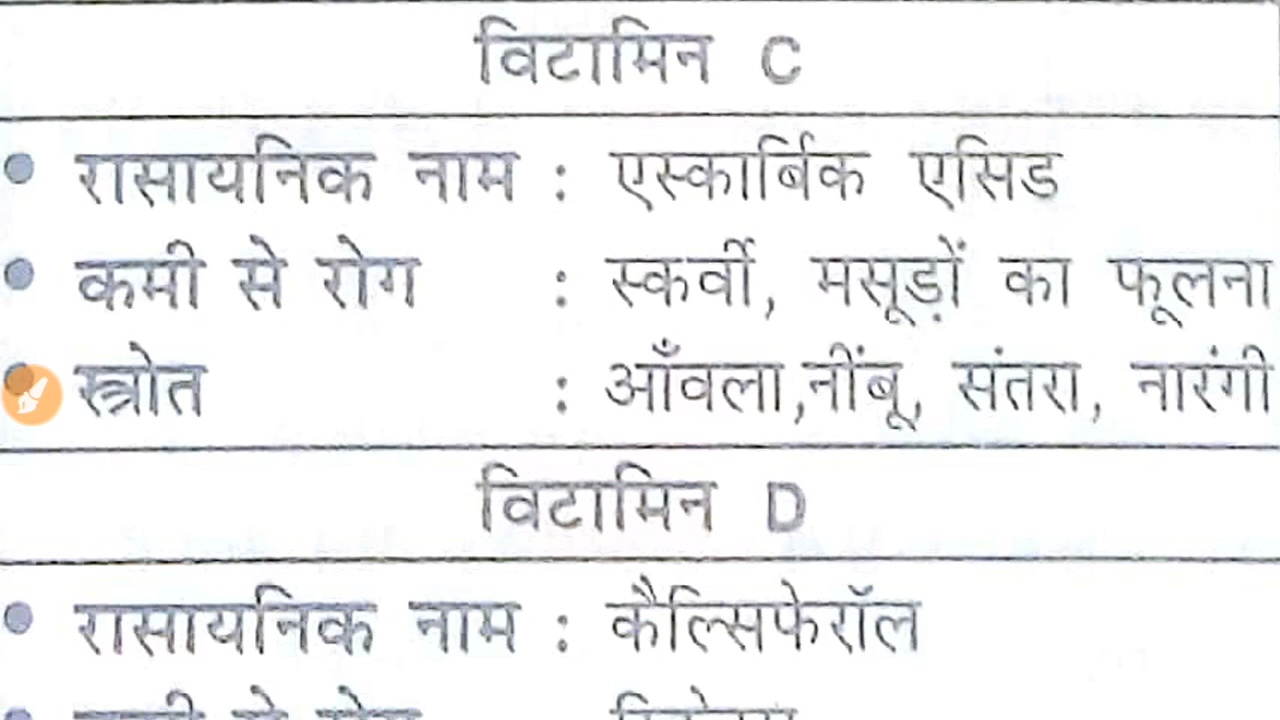 विटामिन C
• रासायनिक नाम : एस्कार्बिक एसिड
• कमी से रोग : स्कर्वी, मसूड़ों का फूलना
• स्त्रोत : आँवला,नींबू, संतरा, नारंगी
विटामिन D
• रासायनिक नाम : कैल्सिफेरॉल